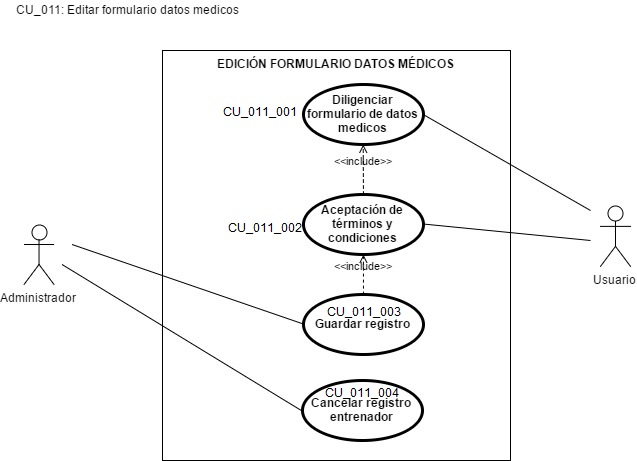 CU_011: Editar formulario datos medicos
EDICIÓN FORMULARIO DATOS MÉDICOS
CU_011_001
Diligenciar
formulario de datos
medicos
<<include>>
CU_011_002
Aceptación de
términos y
condiciones
<<include>>
Administrador
Usuario
CU_011_003
Guardar registro
CU_011_004
Cancelar registro
entrenador